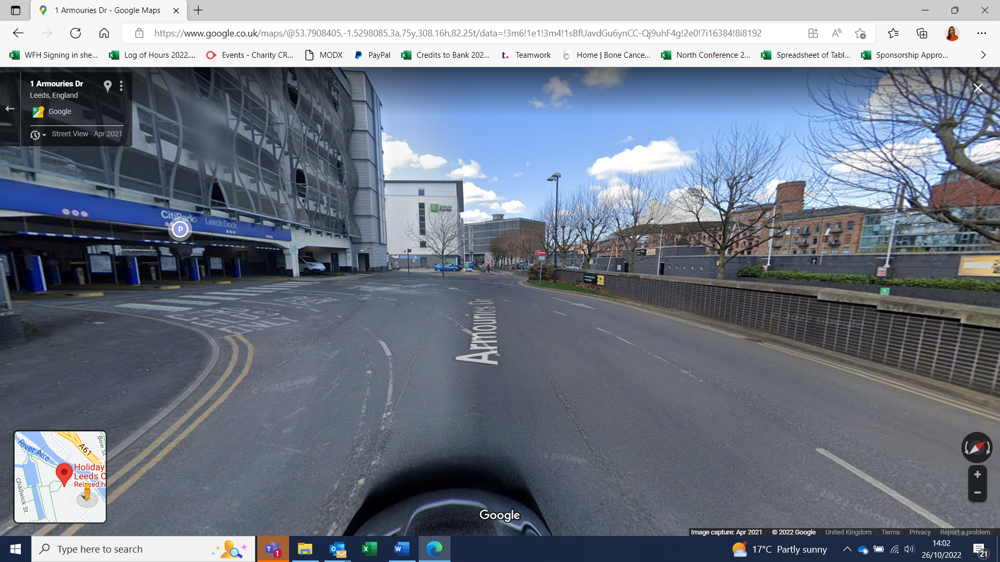 1 Armouries Dr - Google Maps
https://www.google.co.uk/maps/@53.7908405,-1.5298085,3a,75y,308.16h,82.25t/data=!3m6!1e1!3m4!1sBfUavdGu6ynCC-Qj9uhF4g!2e0!7i16384!8i8192
WFH Signing in she...
Log of Hours 2022....
Events - Charity CR...
MODX
PayPal
Credits to Bank 202...
Teamwork
Home | Bone Cance...
North Conference 2...
Spreadsheet of Tabl...
Sponsorship Appro...
1 Armouries Dr
Leeds, England
Google
Street View - Apr 2021
CitiPark
Leeds Dock
P
Armouries Dr
© 2022 Google
© 2022 Google
River Aire
A61
Bow St
Holiday
Leeds C
Relaxed h
Chadwick St
Google
Image capture: Apr 2021 © 2022 Google United Kingdom Terms Privacy Report a problem
Type here to search
1
17°C Partly sunny
14:02
26/10/2022
21